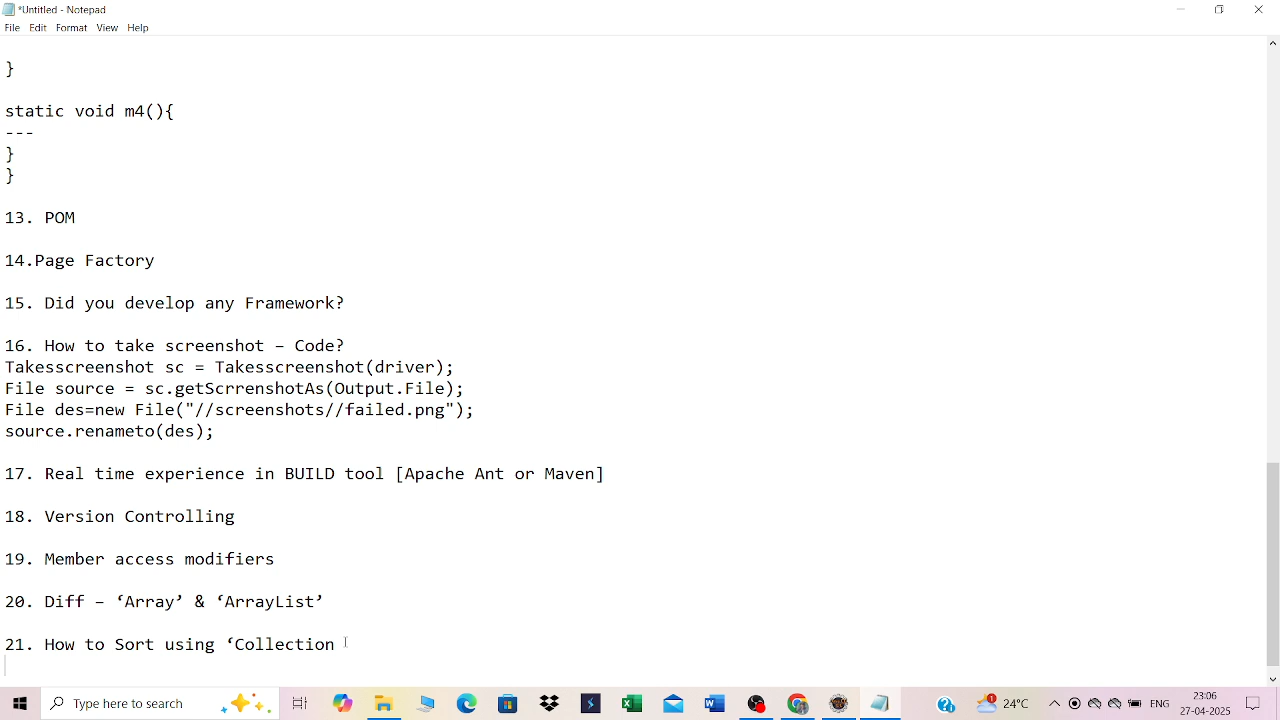 *Untitled - Notepad
File Edit Format View Help
}
static void m4(){
---
}
}
13. POM
14.Page Factory
15. Did you develop any Framework?
16. How to take screenshot – Code?
Takesscreenshot sc = Takesscreenshot(driver);
File source = sc.getScrrenshotAs(Output.File);
File des=new File("//screenshots//failed.png");
source.renameto(des);
17. Real time experience in BUILD tool [Apache Ant or Maven]
18. Version Controlling
19. Member access modifiers
20. Diff – ‘Array’ & ‘ArrayList’
21. How to Sort using ‘Collection
Type here to search
1
24°C
ENG
23:06
27-04-2025